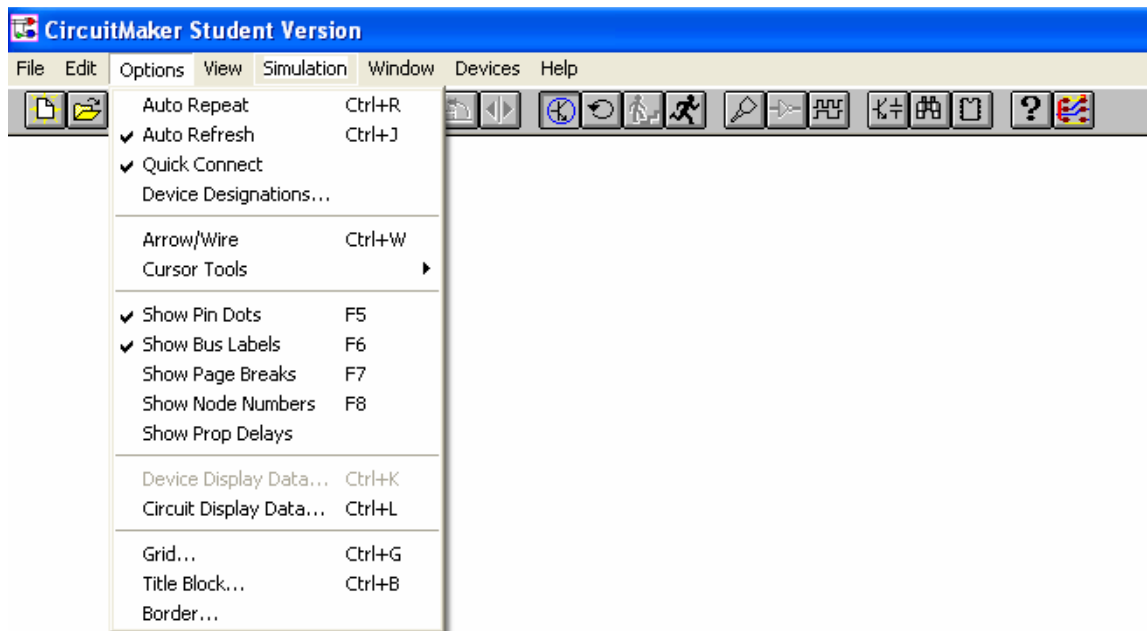 CircuitMaker Student Version
File Edit Options View Simulation Window Devices Help
Auto Repeat Ctrl+R
Auto Refresh Ctrl+J
Quick Connect
Device Designations...
Arrow/Wire Ctrl+W
Cursor Tools
Show Pin Dots F5
Show Bus Labels F6
Show Page Breaks F7
Show Node Numbers F8
Show Prop Delays
Device Display Data... Ctrl+K
Circuit Display Data... Ctrl+L
Grid... Ctrl+G
Title Block... Ctrl+B
Border...